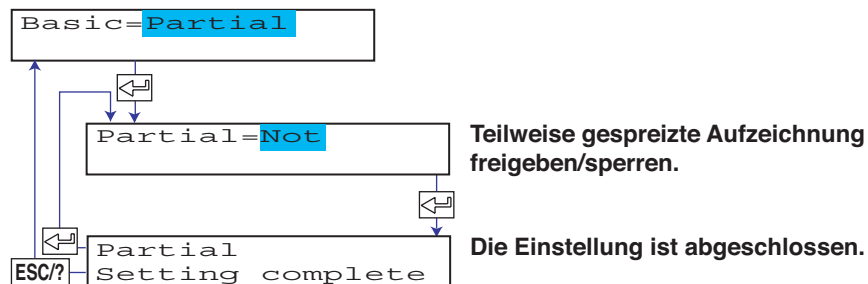 Basic=Partial
Partial=Not
Teilweise gespreizte Aufzeichnung
freigeben/sperren.
Partial
Setting complete
Die Einstellung ist abgeschlossen.
ESC/?